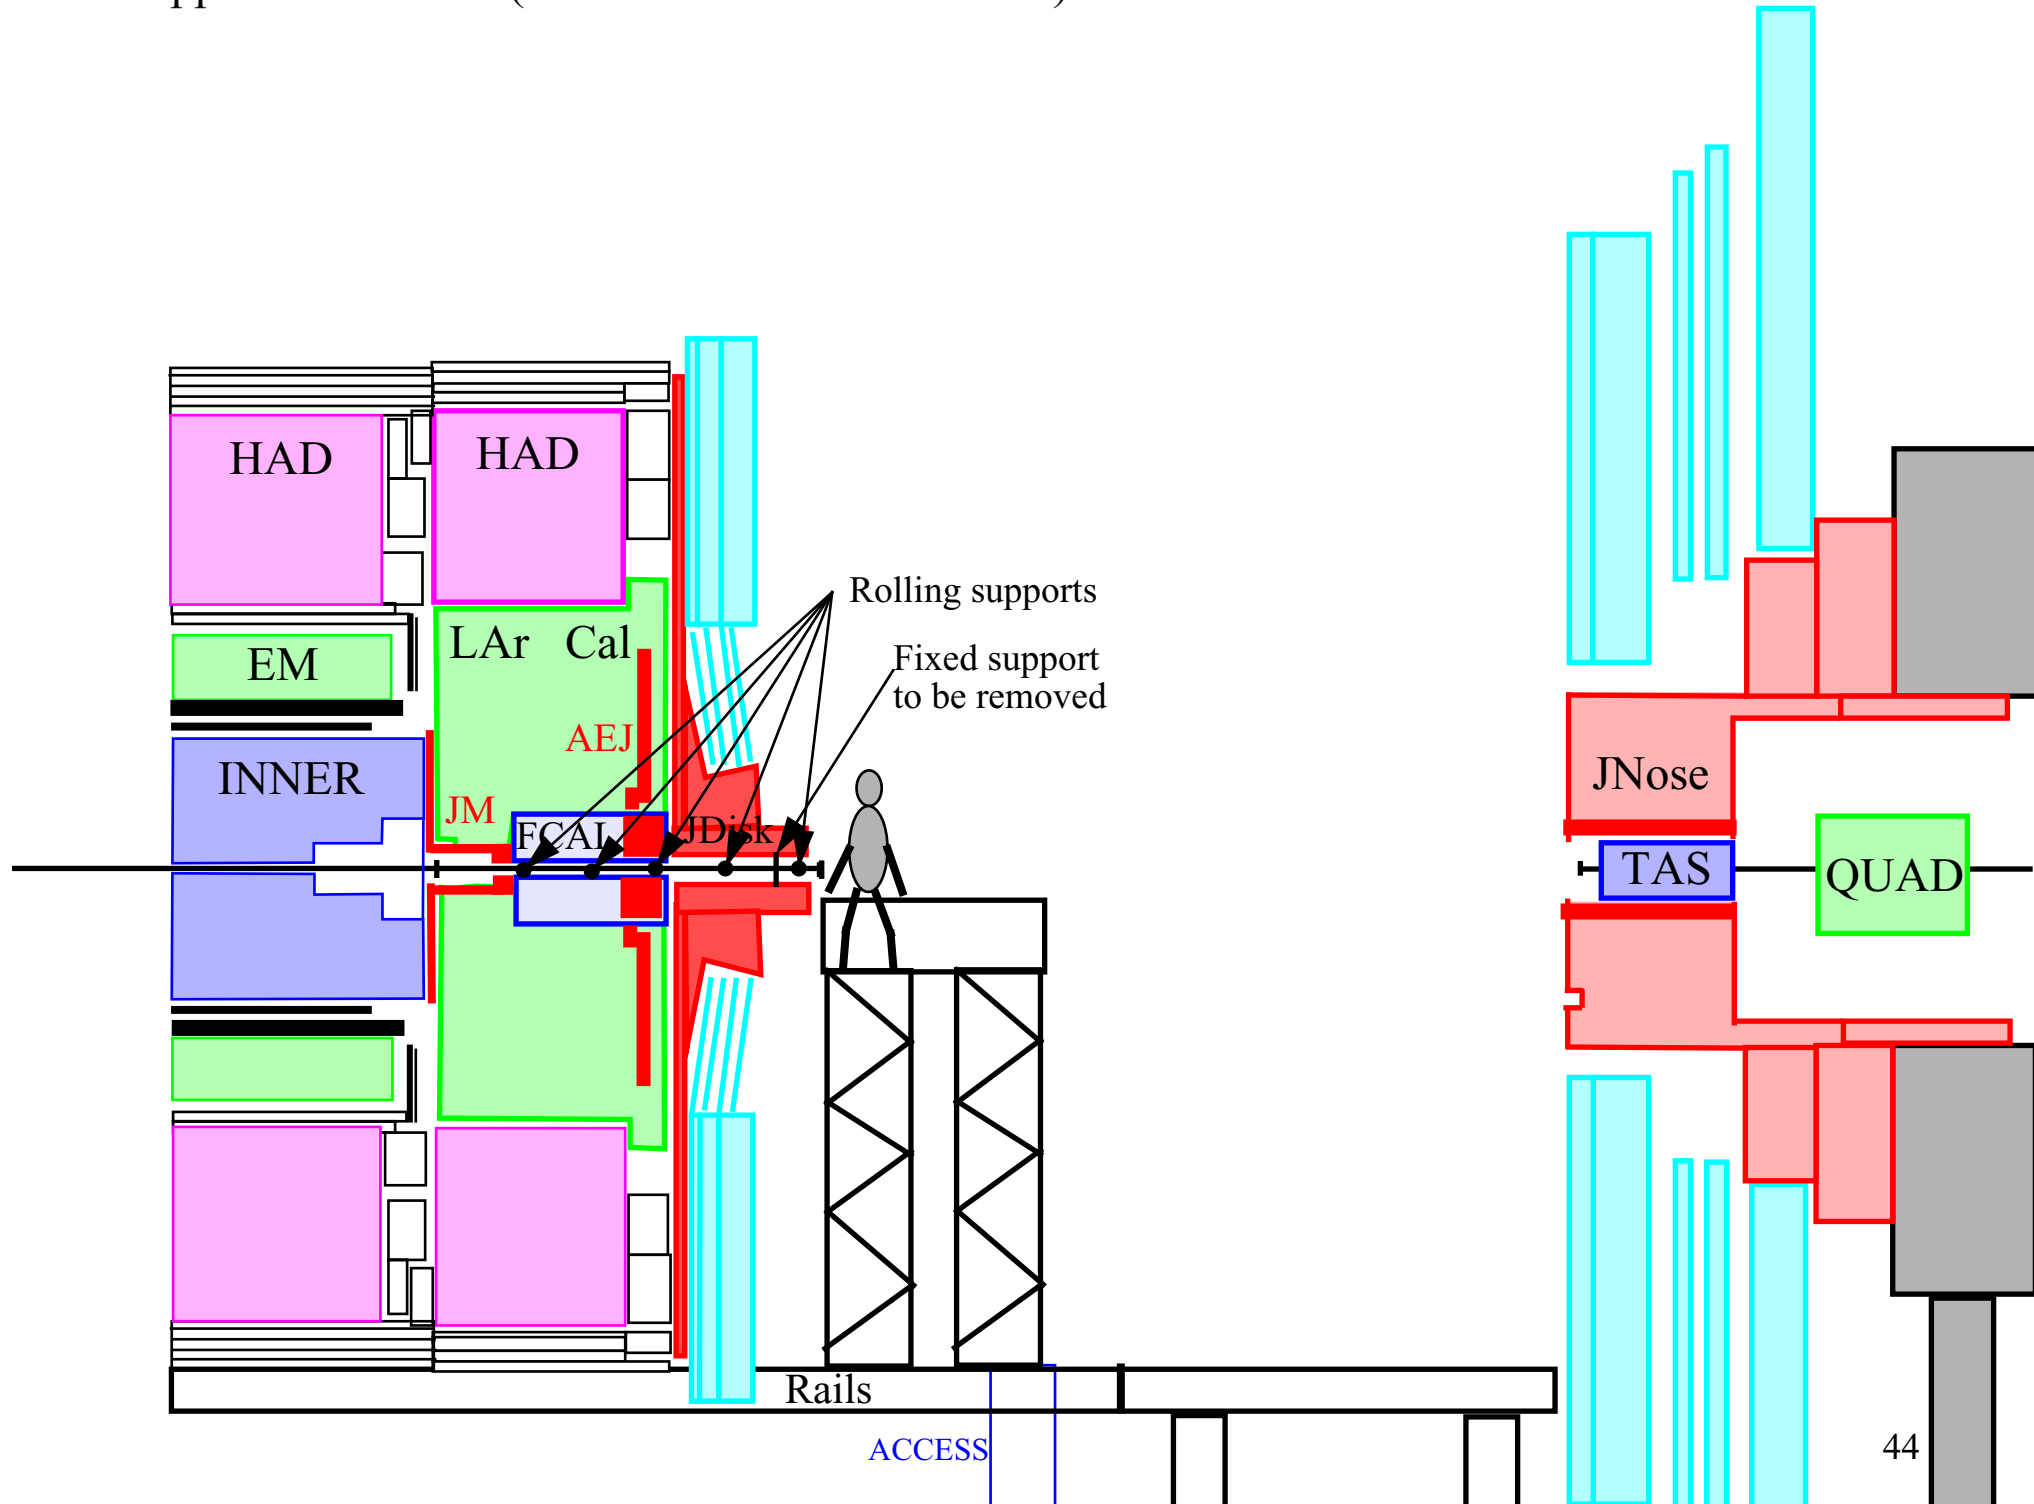 HAD
HAD
Rolling supports
LAr Cal
EM
Fixed support
to be removed
AEJ
INNER
JNose
JM
FCAL
JDisk
TAS
QUAD
Rails
ACCESS
44